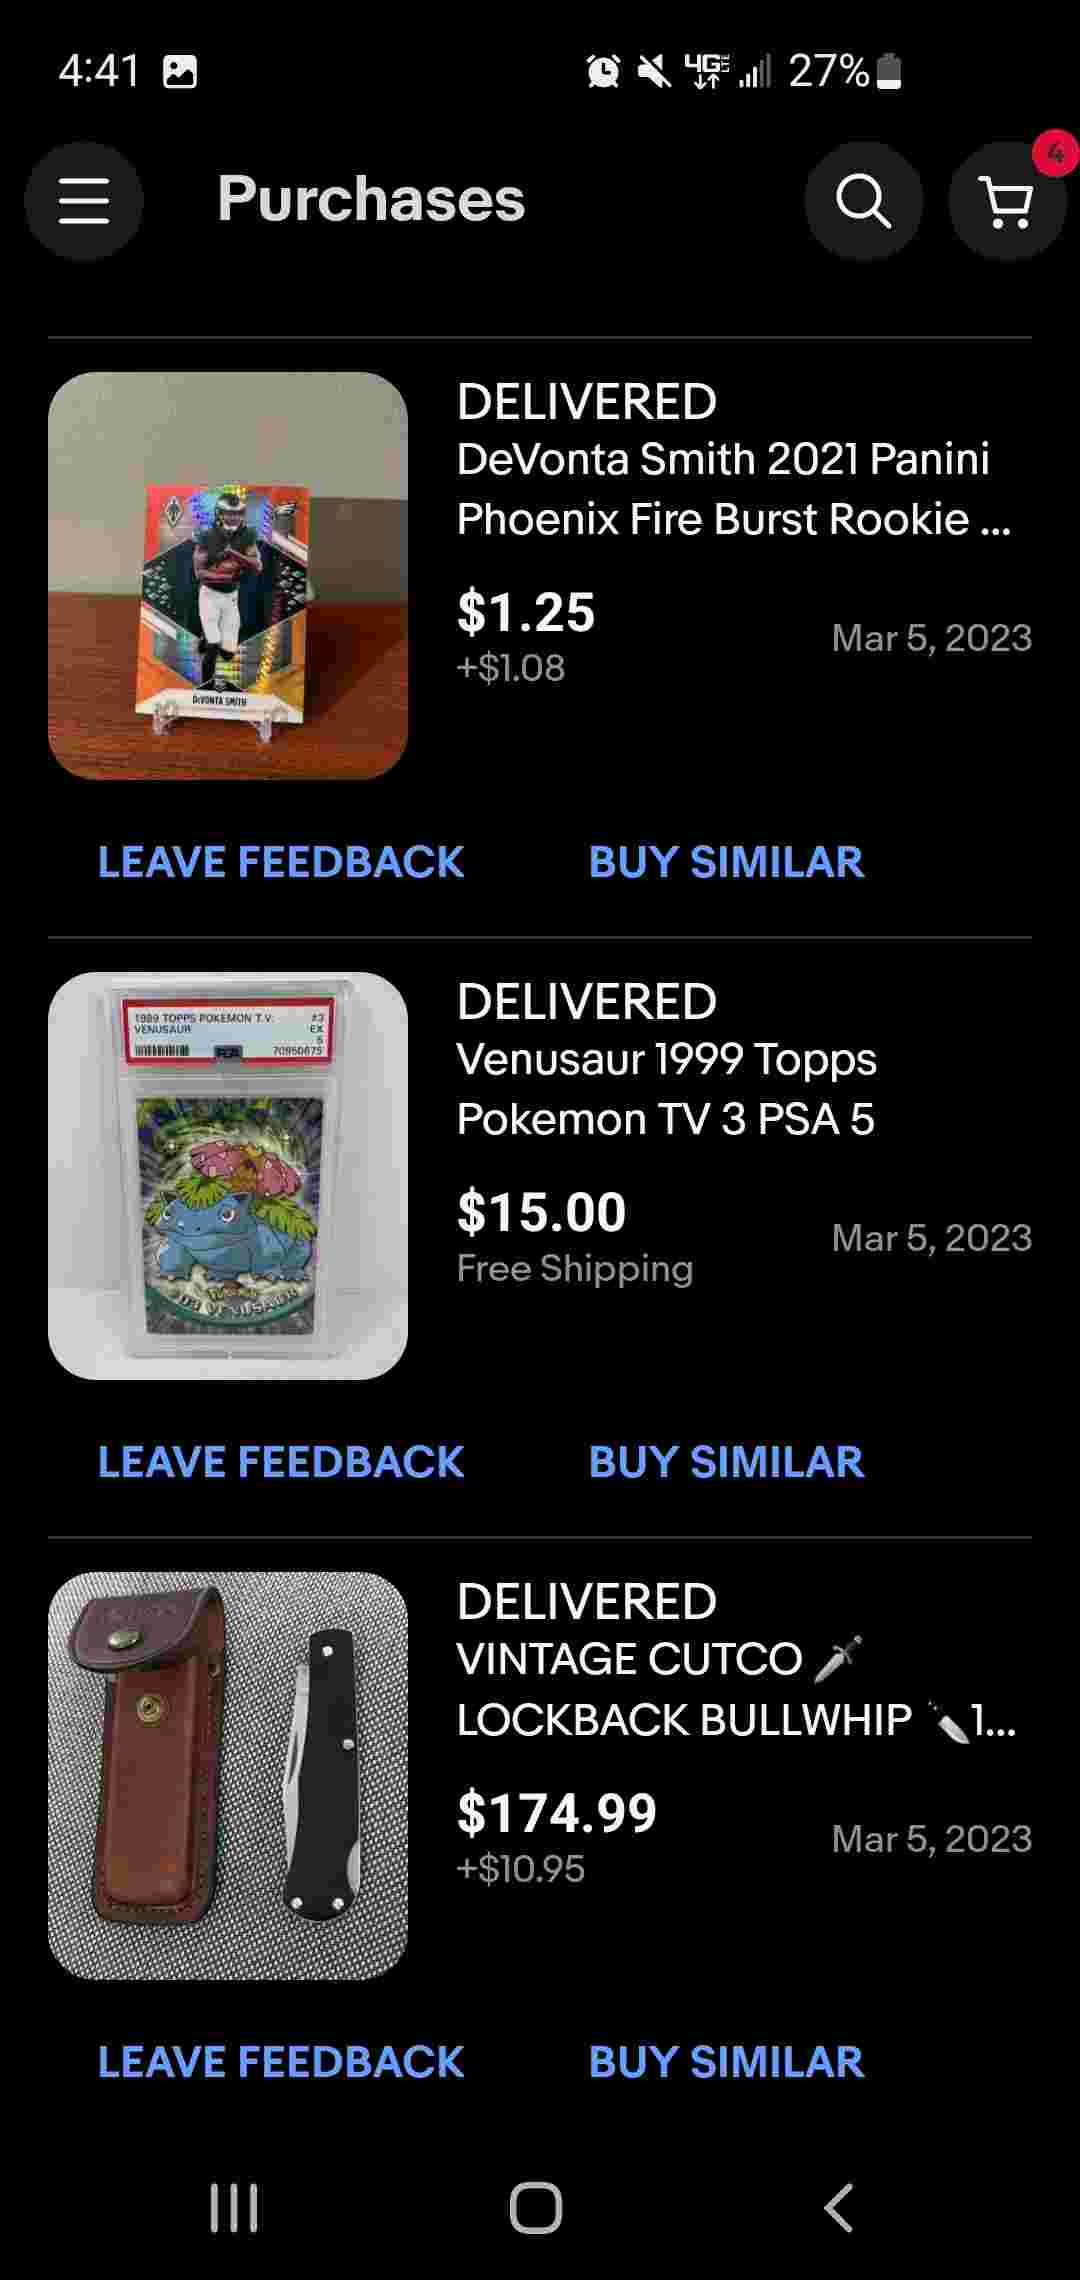 4:41
4G LTE
27%
Purchases
4
DELIVERED
DeVonta Smith 2021 Panini
Phoenix Fire Burst Rookie ...
$1.25
+$1.08
Mar 5, 2023
DEVONTA SMITH
LEAVE FEEDBACK
BUY SIMILAR
1999 TOPPS POKEMON T.V. #3
VENUSAUR EX
5
PSA
DELIVERED
Venusaur 1999 Topps
Pokemon TV 3 PSA 5
$15.00
Free Shipping
Mar 5, 2023
LEAVE FEEDBACK
BUY SIMILAR
DELIVERED
VINTAGE CUTCO 🗡️
LOCKBACK BULLWHIP 🔪1...
$174.99
+$10.95
Mar 5, 2023
LEAVE FEEDBACK
BUY SIMILAR